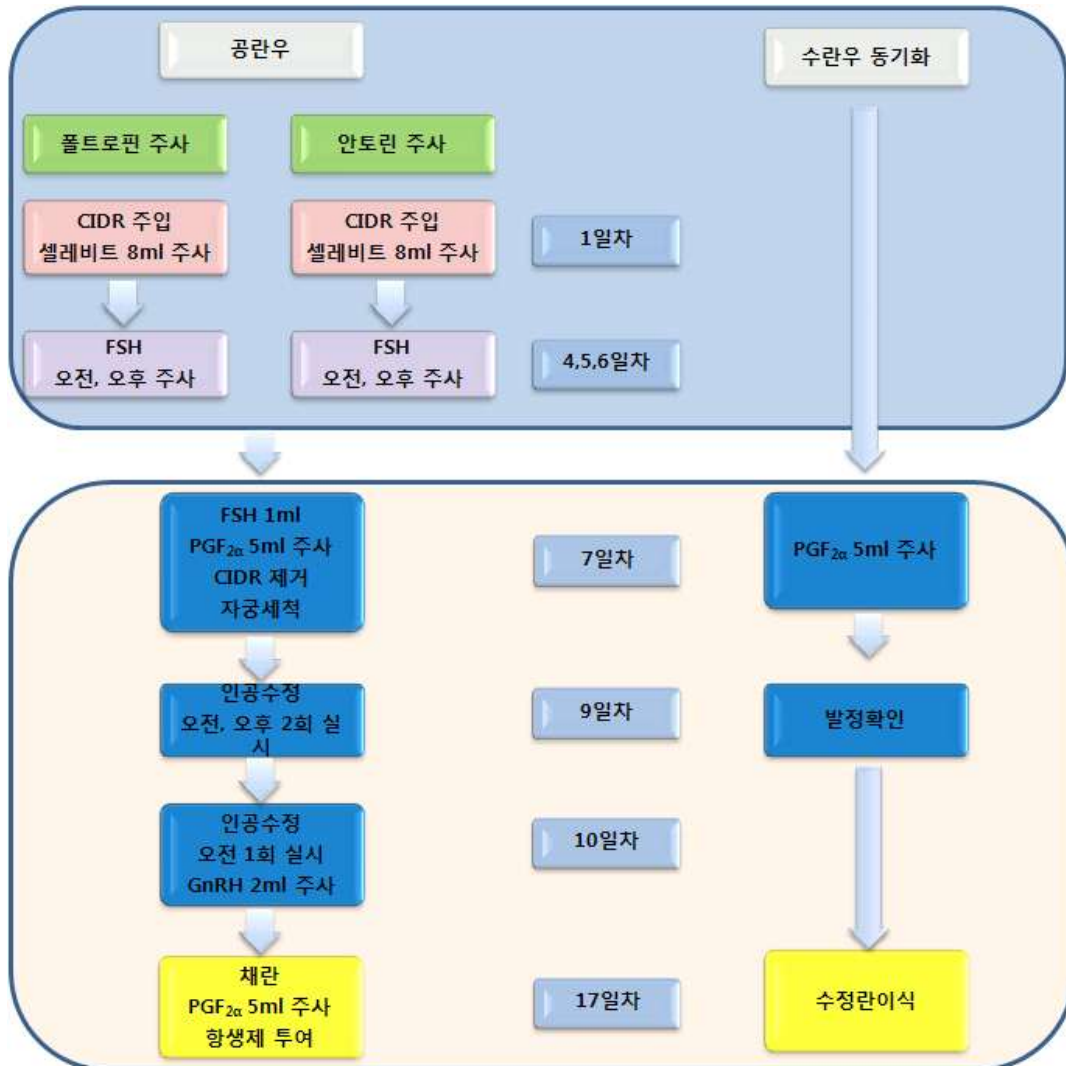 공란우
수란우 동기화
폴트로핀 주사
안토린 주사
CIDR 주입
셀레비트 8ml 주사
CIDR 주입
셀레비트 8ml 주사
1일차
FSH
오전, 오후 주사
FSH
오전, 오후 주사
4,5,6일차
FSH 1ml
PGF2α 5ml 주사
CIDR 제거
자궁세척
7일차
PGF2α 5ml 주사
인공수정
오전, 오후 2회 실
시
9일차
발정확인
인공수정
오전 1회 실시
GnRH 2ml 주사
10일차
채란
PGF2α 5ml 주사
항생제 투여
17일차
수정란이식